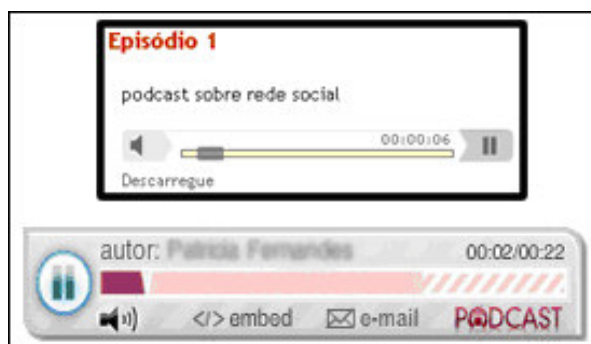 Episódio 1
podcast sobre rede social
00:00:06
Descarregue
autor:
00:02/00:22
</> embed e-mail PODCAST